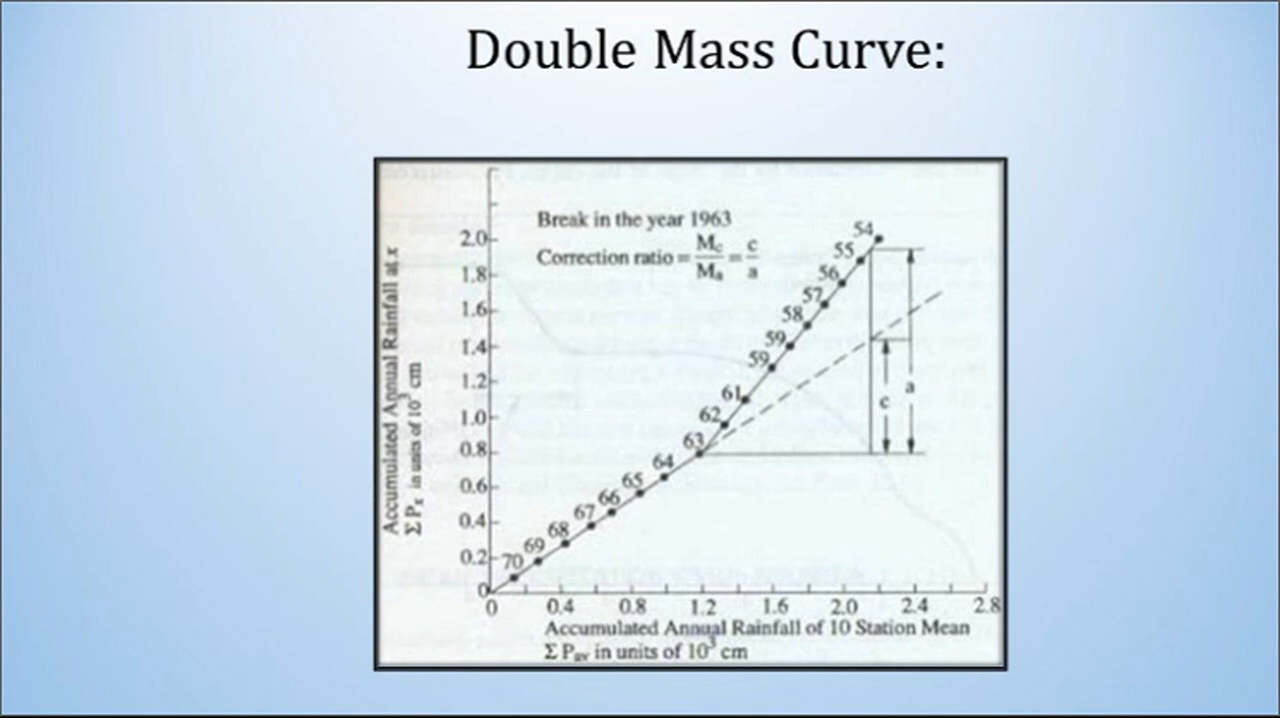 Double Mass Curve:
Break in the year 1963
Correction ratio = Mc/Ma = c/a
Accumulated Annual Rainfall at x
Σ Px in units of 10³ cm
2.0
1.8
1.6
1.4
1.2
1.0
0.8
0.6
0.4
0.2
0
54
55
56
57
58
59
59
61
62
63
64
65
66
67
68
69
70
a
c
0 0.4 0.8 1.2 1.6 2.0 2.4 2.8
Accumulated Annual Rainfall of 10 Station Mean
Σ Pav in units of 10³ cm